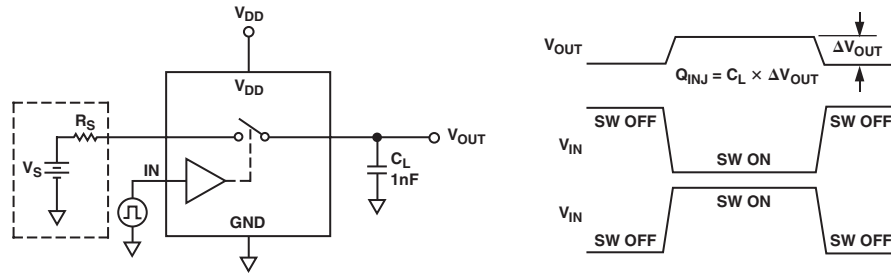 VDD
VDD
RS
VS
IN
GND
VOUT
CL
1nF
VOUT
ΔVOUT
QINJ = CL × ΔVOUT
SW OFF
SW OFF
VIN
SW ON
SW ON
VIN
SW OFF
SW OFF